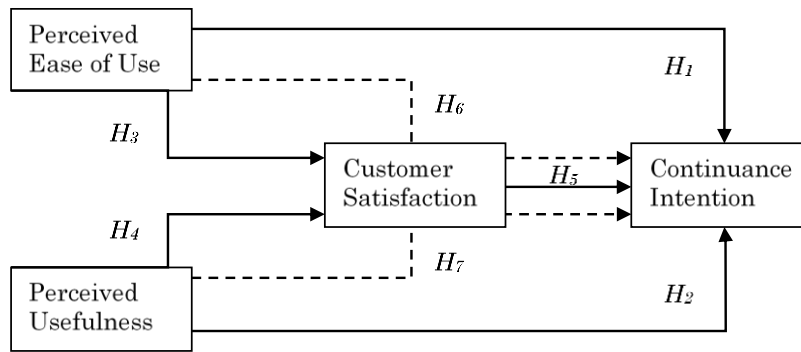 Perceived
Ease of Use
H1
H6
H3
Customer
Satisfaction
H5
Continuance
Intention
H4
H7
Perceived
Usefulness
H2